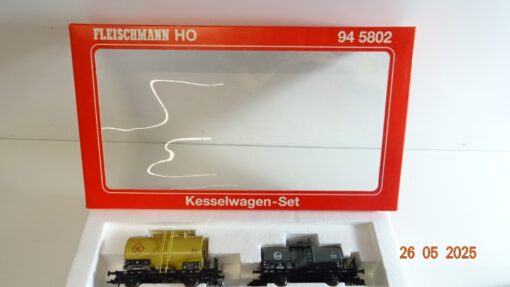 FLEISCHMANN HO
94 5802
Kesselwagen-Set
26 05 2025